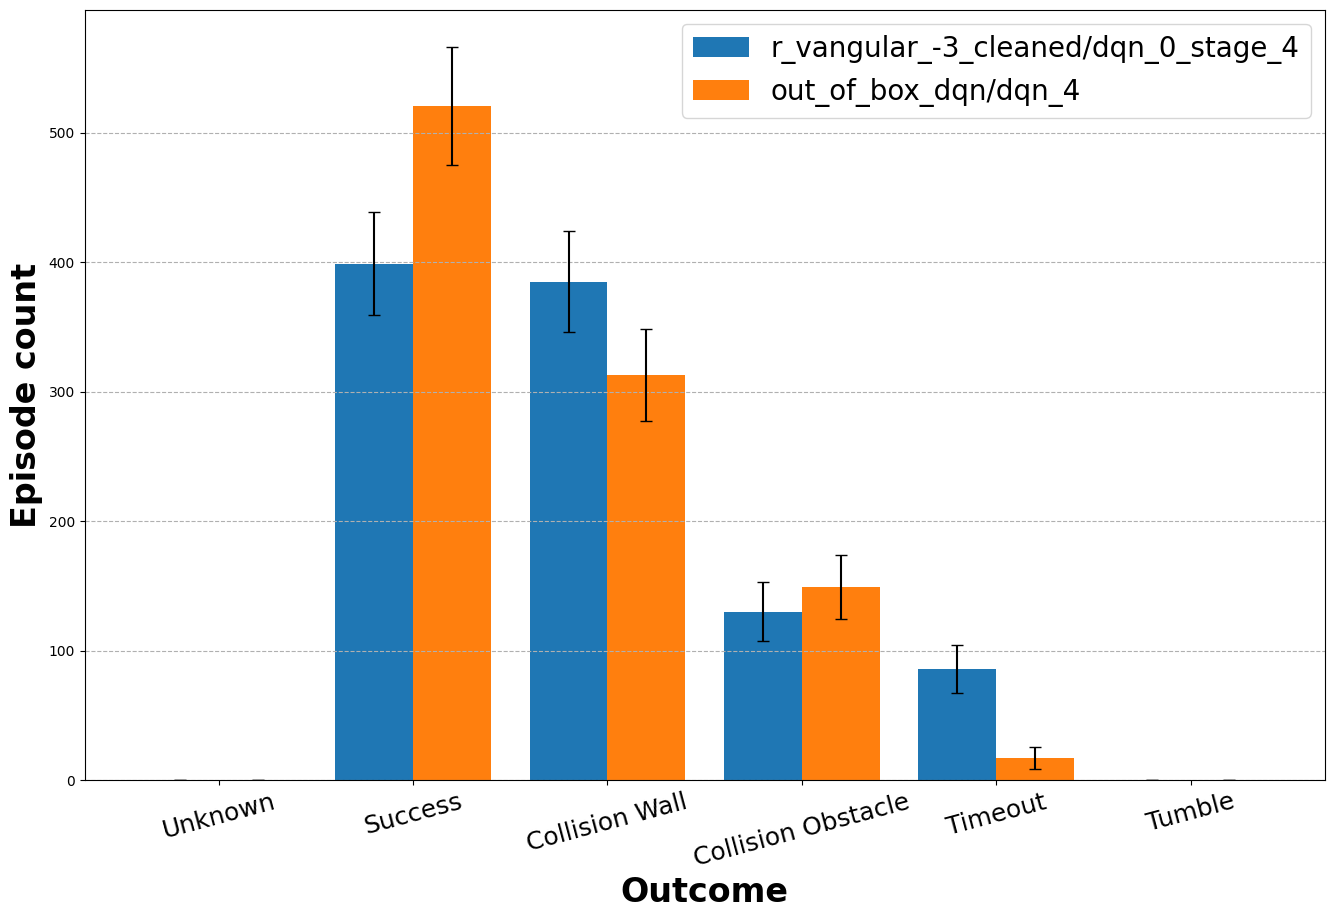 r_vangular_-3_cleaned/dqn_0_stage_4
out_of_box_dqn/dqn_4
Episode count
500
400
300
200
100
0
Unknown
Success
Collision Wall
Collision Obstacle
Timeout
Tumble
Outcome